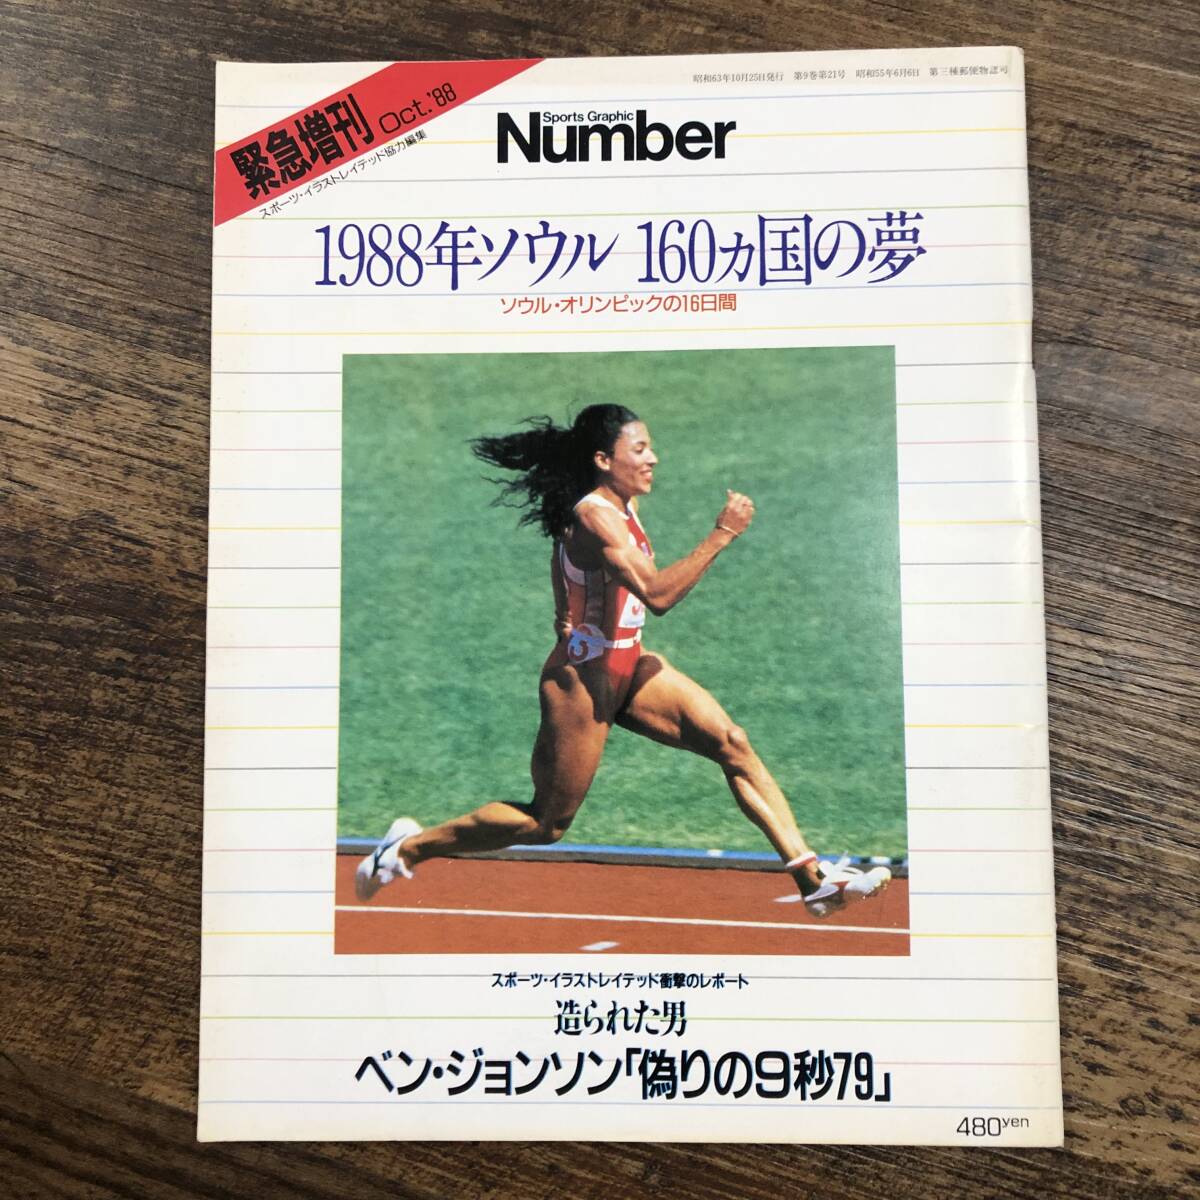 昭和63年10月25日発行 第9巻第21号 昭和55年6月6日 第三種郵便物認可
緊急増刊 Oct.'88
スポーツ・イラストレイテッド協力編集
Sports Graphic
Number
1988年ソウル 160ヵ国の夢
ソウル・オリンピックの16日間
スポーツ・イラストレイテッド衝撃のレポート
造られた男
ベン・ジョンソン「偽りの9秒79」
480yen